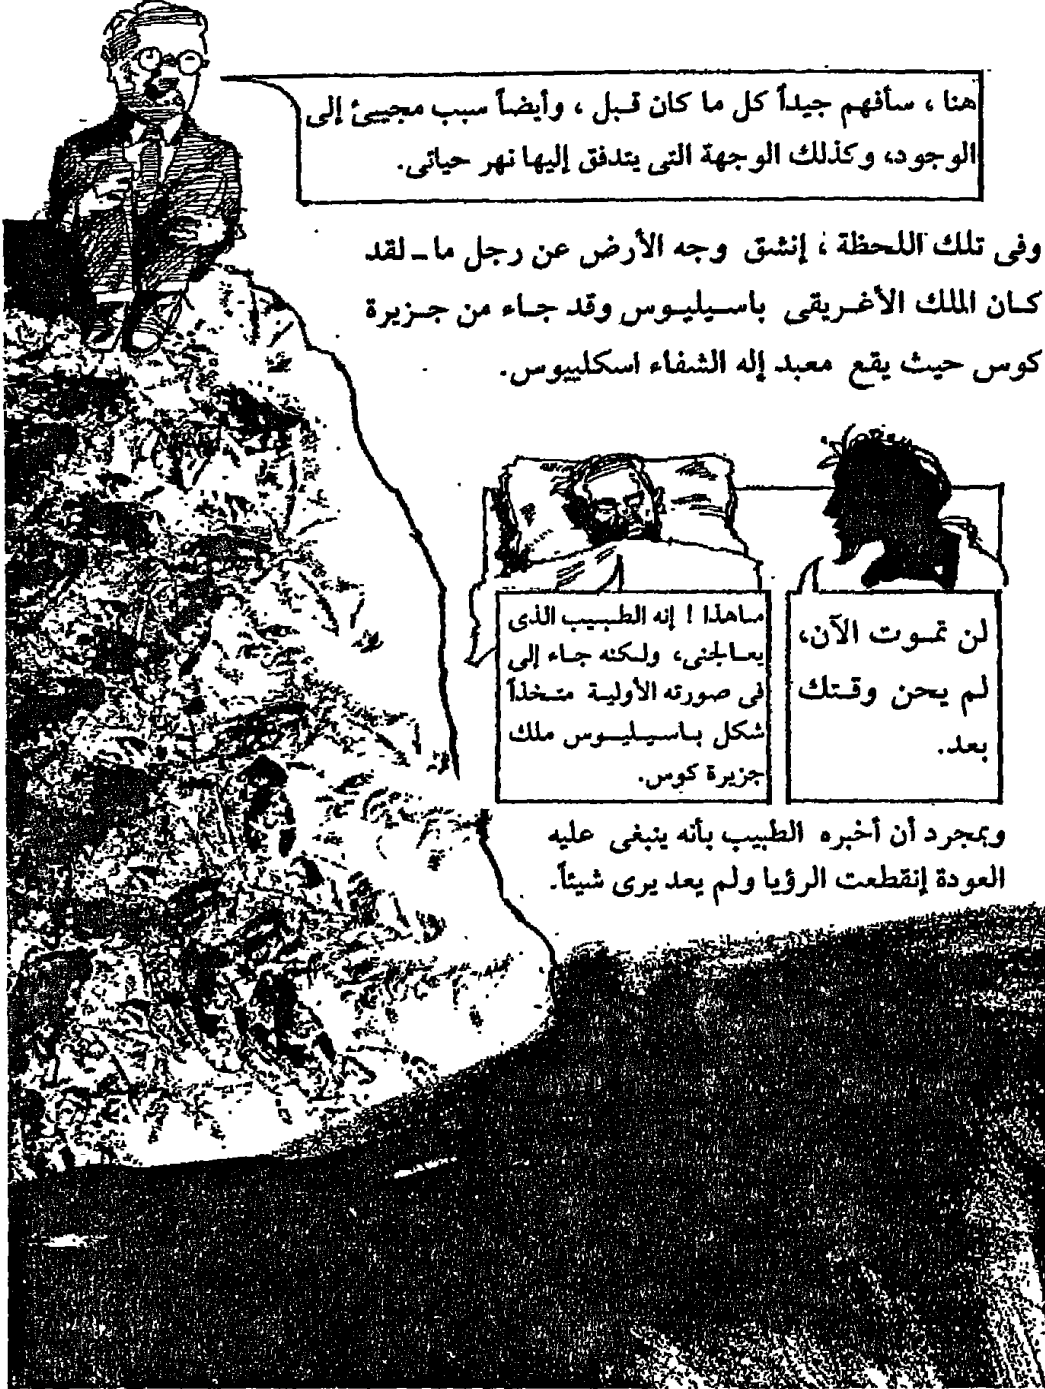 هنا ، سأفهم جيداً كل ما كان قبل ، وأيضاً سبب مجيئ إلى
الوجود، وكذلك الوجهة التى يتدفق إليها نهر حياتى.
وفى تلك اللحظة ، إنشق وجه الأرض عن رجل ما ــ لقد
كان الملك الأغريقى باسيليوس وقد جاء من جزيرة
كوس حيث يقع معبد إله الشفاء اسكلبيوس.
لن تموت الآن،
لم يحن وقتك
بعد.
ماهذا ! إنه الطبيب الذى
يعالجنى، ولكنه جاء إلى
فى صورته الأولية متخذاً
شكل باسيليوس ملك
جزيرة كوس.
وبمجرد أن أخبره الطبيب بأنه ينبغى عليه
العودة إنقطعت الرؤيا ولم يعد يرى شيئاً.